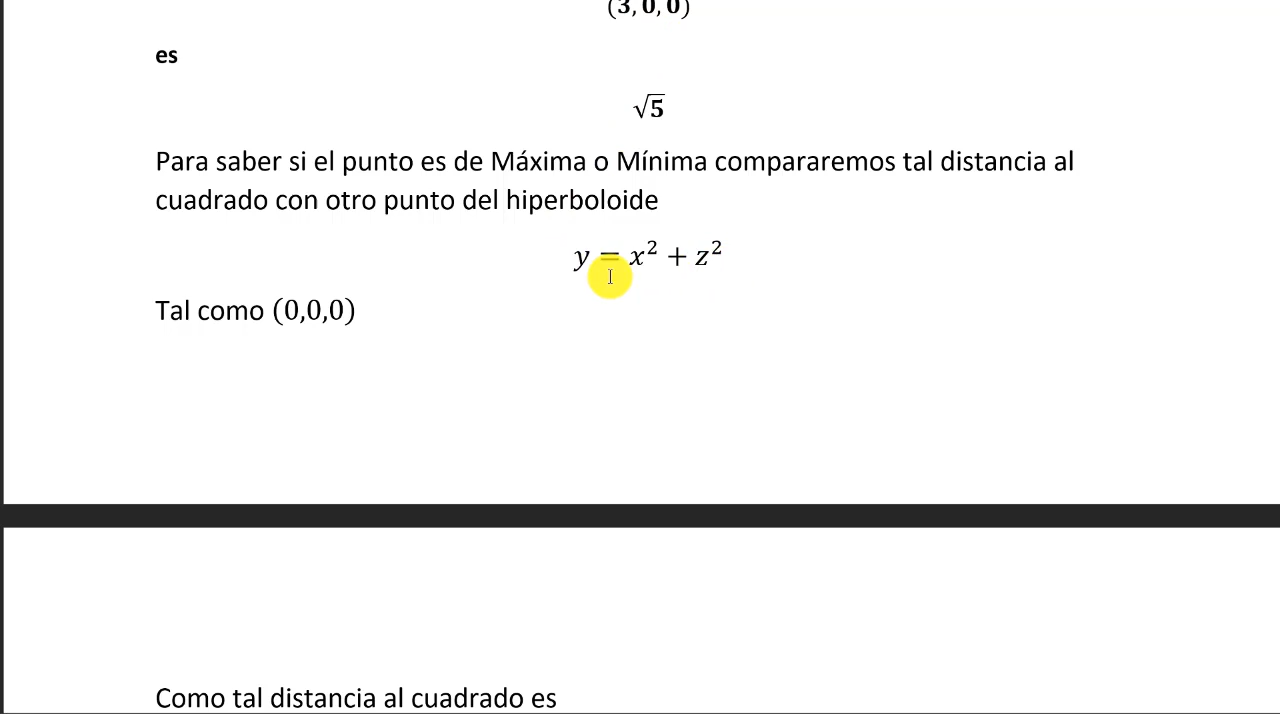 (3, 0, 0)
es
√5
Para saber si el punto es de Máxima o Mínima compararemos tal distancia al
cuadrado con otro punto del hiperboloide
y = x² + z²
Tal como (0,0,0)
Como tal distancia al cuadrado es